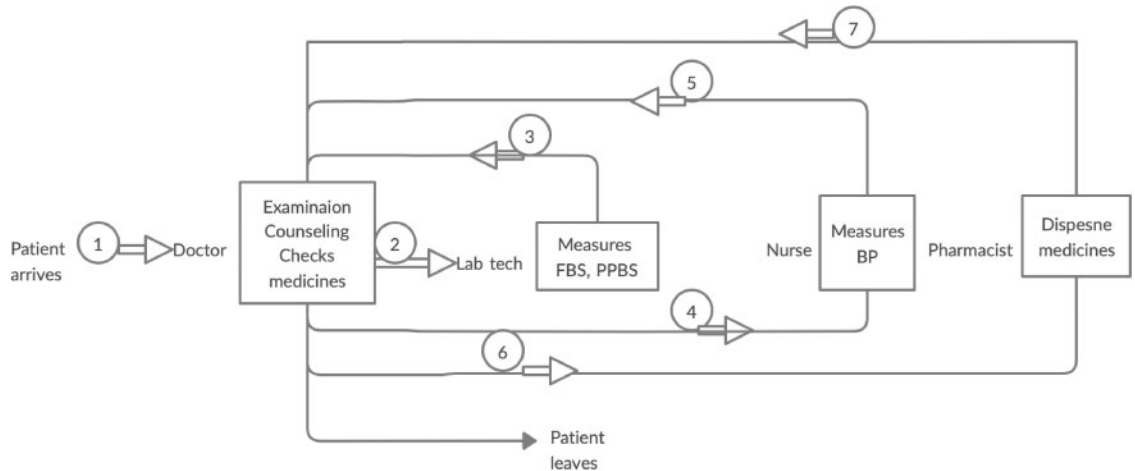 7
5
3
1
Patient
arrives
Doctor
Examinaion
Counseling
Checks
medicines
2
Lab tech
Measures
FBS, PPBS
Nurse
Measures
BP
Pharmacist
Dispesne
medicines
4
6
Patient
leaves